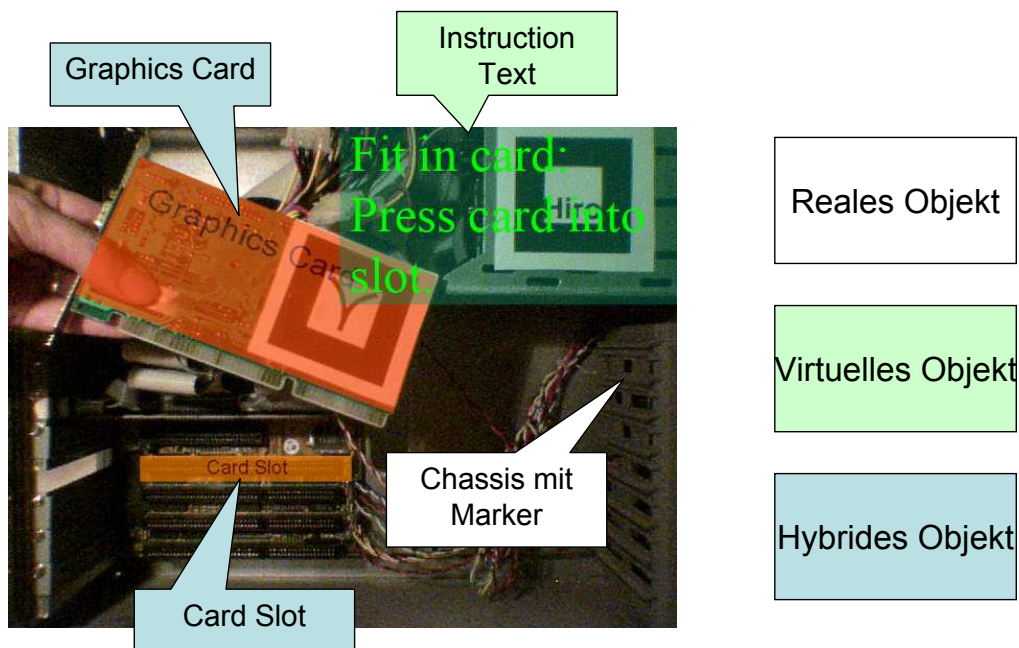 Graphics Card
Instruction
Text
Fit in card:
Press card into
slot.
Hiro
Graphics Card
Card Slot
Chassis mit
Marker
Card Slot
Reales Objekt
Virtuelles Objekt
Hybrides Objekt